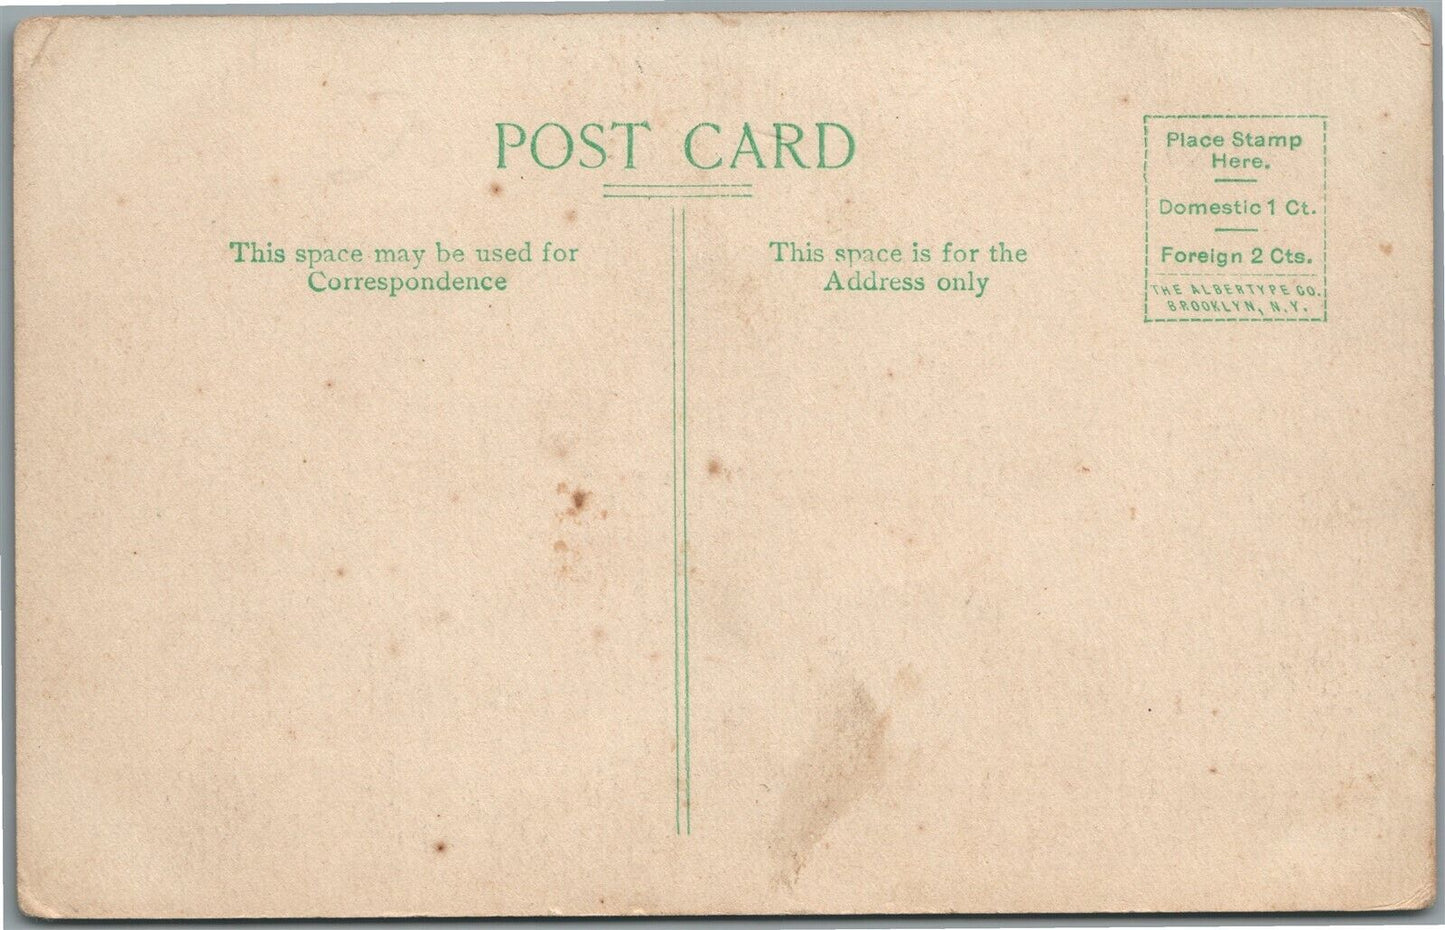 POST CARD
This space may be used for
Correspondence
This space is for the
Address only
Place Stamp
Here.
Domestic 1 Ct.
Foreign 2 Cts.
THE ALBERTYPE CO.
BROOKLYN, N.Y.